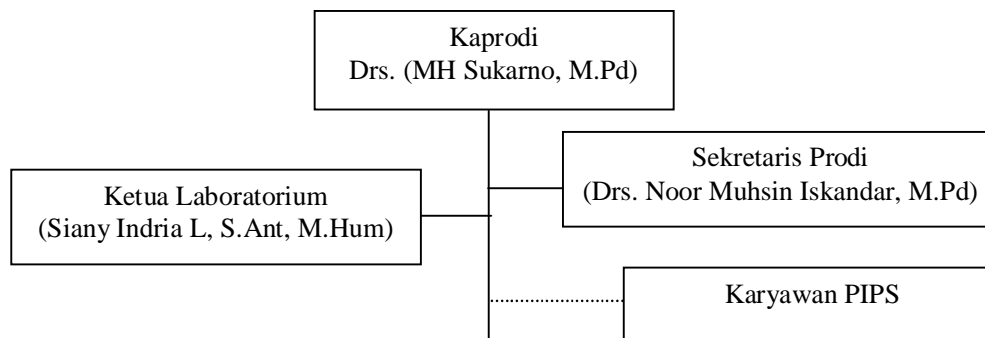 Kaprodi
Drs. (MH Sukarno, M.Pd)
Sekretaris Prodi
(Drs. Noor Muhsin Iskandar, M.Pd)
Ketua Laboratorium
(Siany Indria L, S.Ant, M.Hum)
Karyawan PIPS